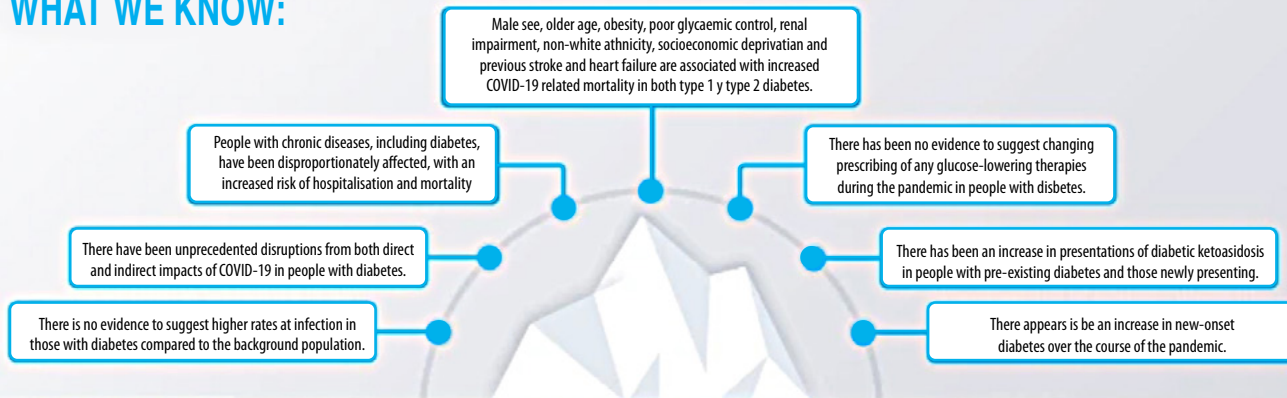 WHAT WE KNOW:
Male see, older age, obesity, poor glycaemic control, renal
impairment, non-white athnicity, socioeconomic deprivatian and
previous stroke and heart failure are associated with increased
COVID-19 related mortality in both type 1 y type 2 diabetes.
People with chronic diseases, including diabetes,
have been disproportionately affected, with an
increased risk of hospitalisation and mortality
There has been no evidence to suggest changing
prescribing of any glucose-lowering therapies
during the pandemic in people with disbetes.
There have been unprecedented disruptions from both direct
and indirect impacts of COVID-19 in people with diabetes.
There has been an increase in presentations of diabetic ketoasidosis
in people with pre-existing diabetes and those newly presenting.
There is no evidence to suggest higher rates at infection in
those with diabetes compared to the background population.
There appears is be an increase in new-onset
diabetes over the course of the pandemic.